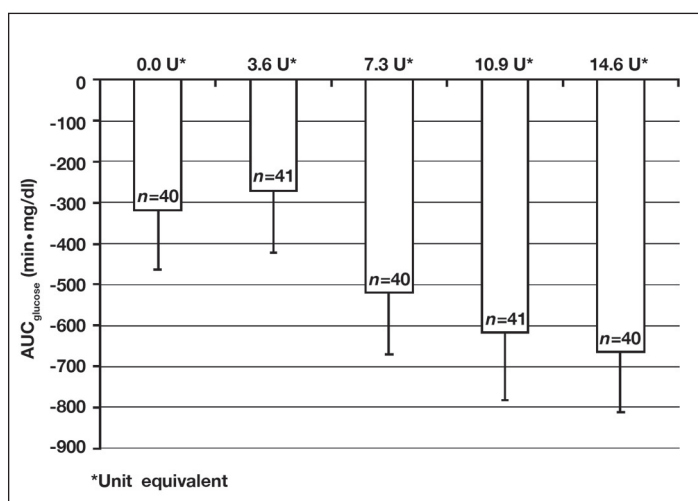 0.0 U* 3.6 U* 7.3 U* 10.9 U* 14.6 U*
0
-100
-200
-300
-400
-500
-600
-700
-800
-900
AUCglucose (min•mg/dl)
n=40
n=41
n=40
n=41
n=40
*Unit equivalent